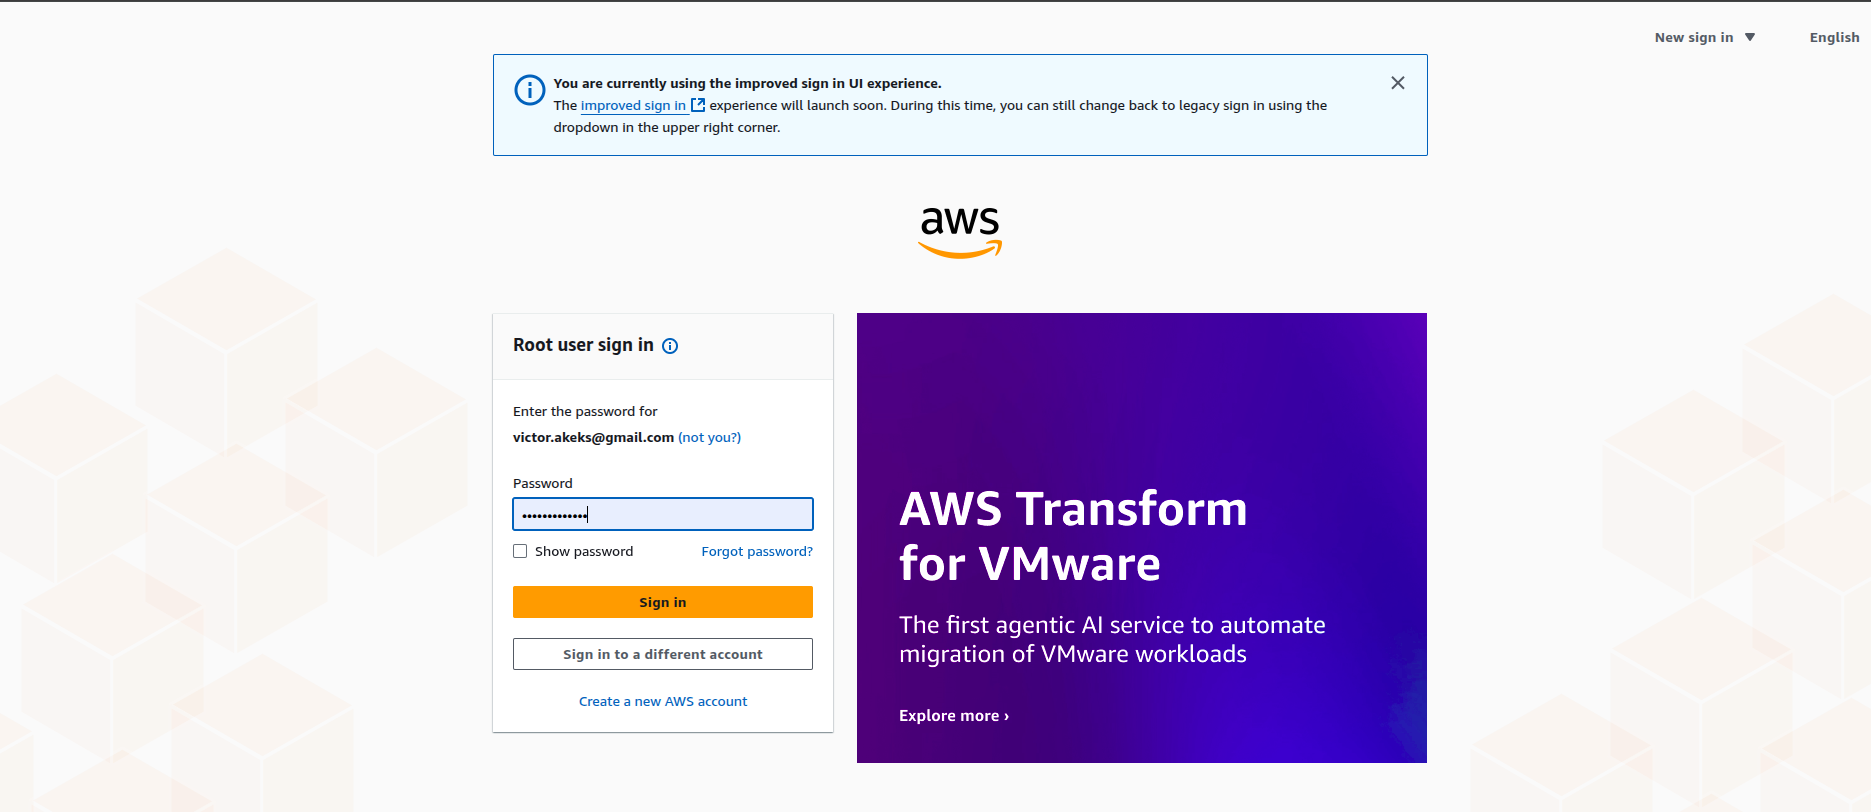 New sign in ▼ English
You are currently using the improved sign in UI experience.
The improved sign in experience will launch soon. During this time, you can still change back to legacy sign in using the
dropdown in the upper right corner.
aws
Root user sign in
Enter the password for
victor.akeks@gmail.com (not you?)
Password
•••••••••••••
Show password Forgot password?
Sign in
Sign in to a different account
Create a new AWS account
AWS Transform
for VMware
The first agentic AI service to automate
migration of VMware workloads
Explore more ›